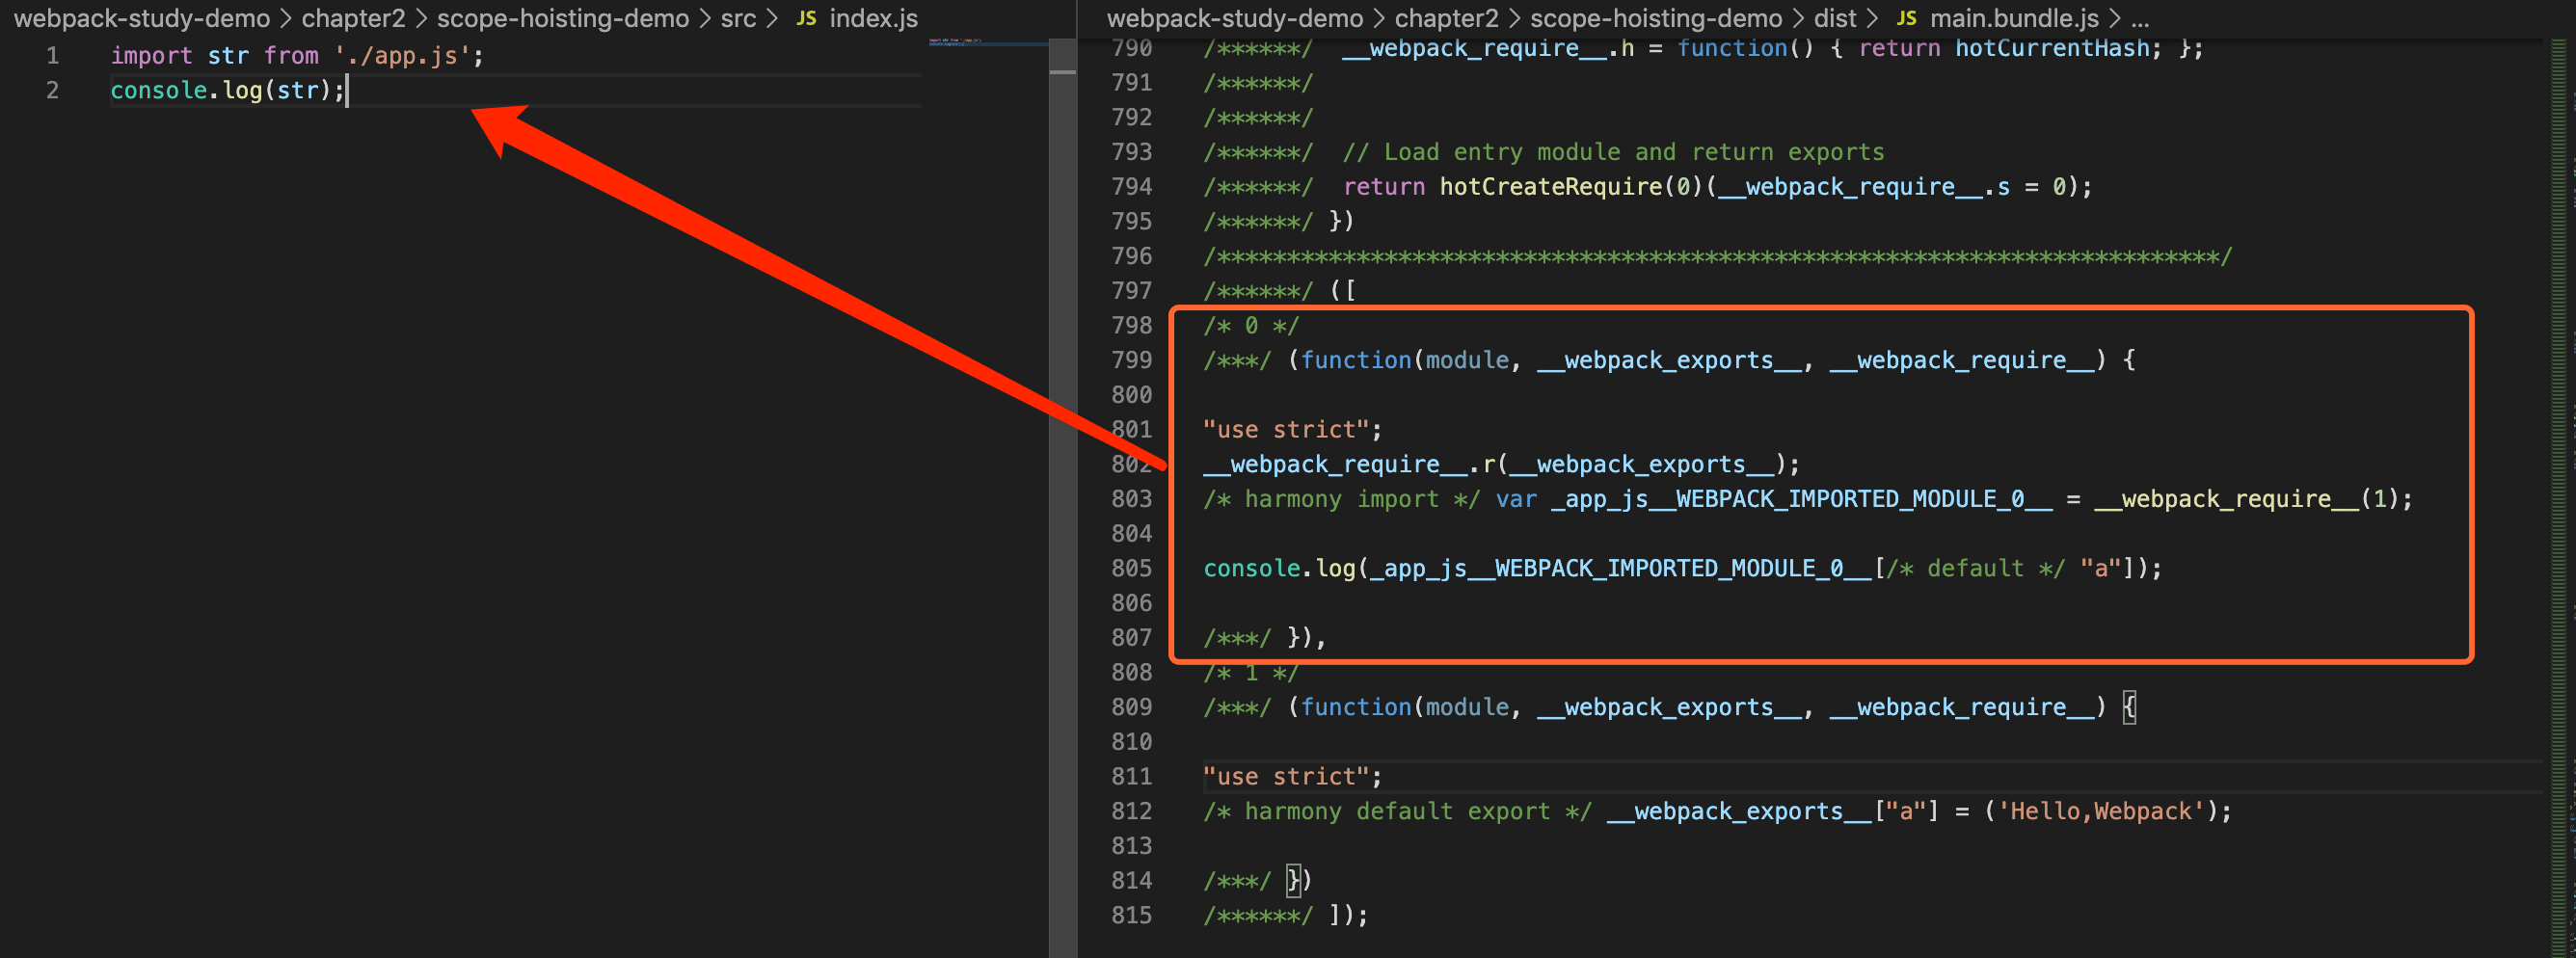 webpack-study-demo > chapter2 > scope-hoisting-demo > src > JS index.js
1 import str from './app.js';
2 console.log(str);
webpack-study-demo > chapter2 > scope-hoisting-demo > dist > JS main.bundle.js > ...
790 /******/ __webpack_require__.h = function() { return hotCurrentHash; };
791 /******/
792 /******/
793 /******/ // Load entry module and return exports
794 /******/ return hotCreateRequire(0)(__webpack_require__.s = 0);
795 /******/ })
796 /************************************************************************/
797 /******/ ([
798 /* 0 */
799 /***/ (function(module, __webpack_exports__, __webpack_require__) {
800
801 "use strict";
802 __webpack_require__.r(__webpack_exports__);
803 /* harmony import */ var _app_js__WEBPACK_IMPORTED_MODULE_0__ = __webpack_require__(1);
804
805 console.log(_app_js__WEBPACK_IMPORTED_MODULE_0__[/* default */ "a"]);
806
807 /***/ }),
808 /* 1 */
809 /***/ (function(module, __webpack_exports__, __webpack_require__) {
810
811 "use strict";
812 /* harmony default export */ __webpack_exports__["a"] = ('Hello,Webpack');
813
814 /***/ })
815 /******/ ]);